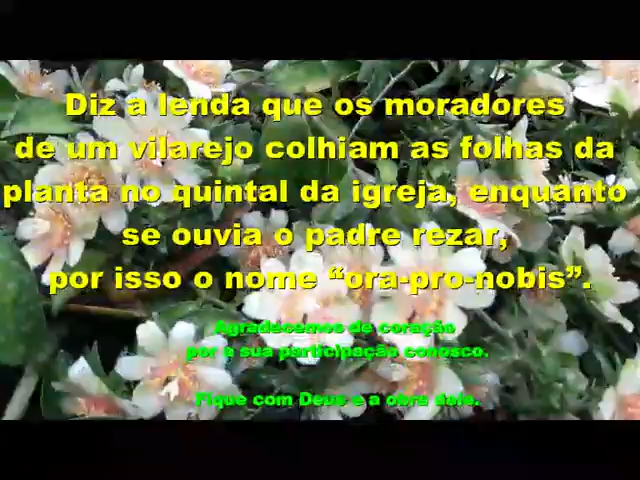 Diz a lenda que os moradores
de um vilarejo colhiam as folhas da
planta no quintal da igreja, enquanto
se ouvia o padre rezar,
por isso o nome “ora-pro-nobis”.
Agradecemos de coração
por a sua participação conosco.
Fique com Deus e a obra dele.